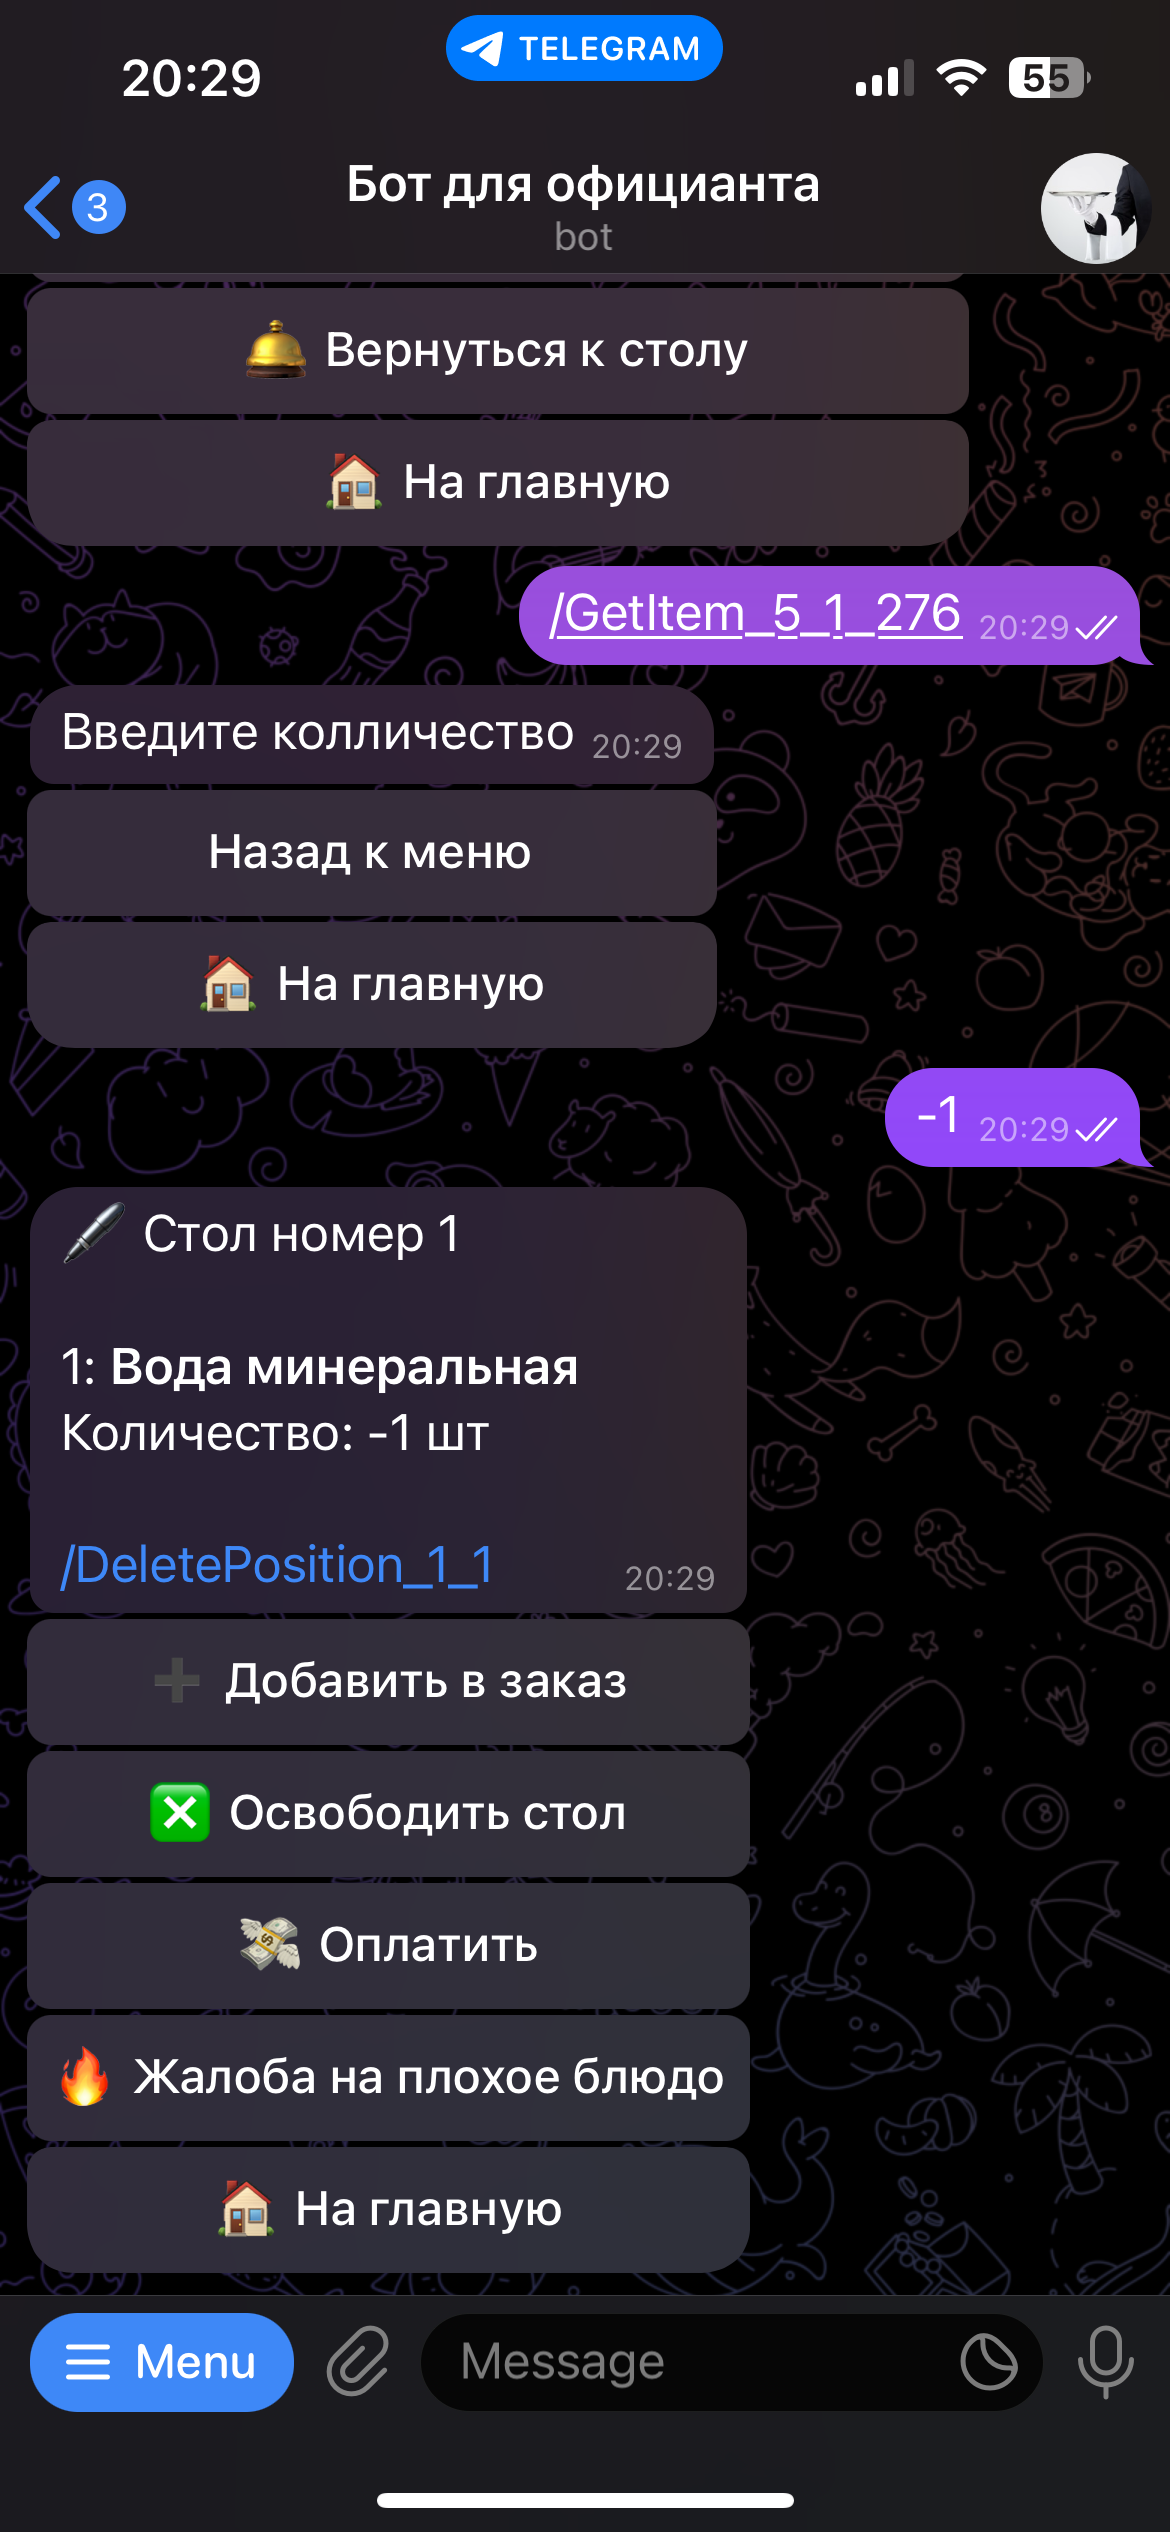 20:29
TELEGRAM
55
3
Бот для официанта
bot
Вернуться к столу
На главную
/GetItem_5_1_276 20:29
Введите колличество 20:29
Назад к меню
На главную
-1 20:29
Стол номер 1
1: Вода минеральная
Количество: -1 шт
/DeletePosition_1_1 20:29
Добавить в заказ
Освободить стол
Оплатить
Жалоба на плохое блюдо
На главную
Menu
Message